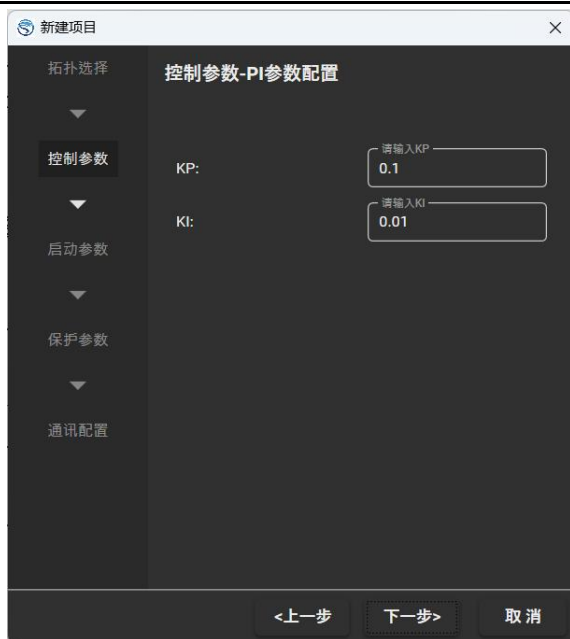 新建项目
拓扑选择
控制参数
启动参数
保护参数
通讯配置
控制参数-PI参数配置
KP:
请输入KP
0.1
KI:
请输入KI
0.01
<上一步
下一步>
取消